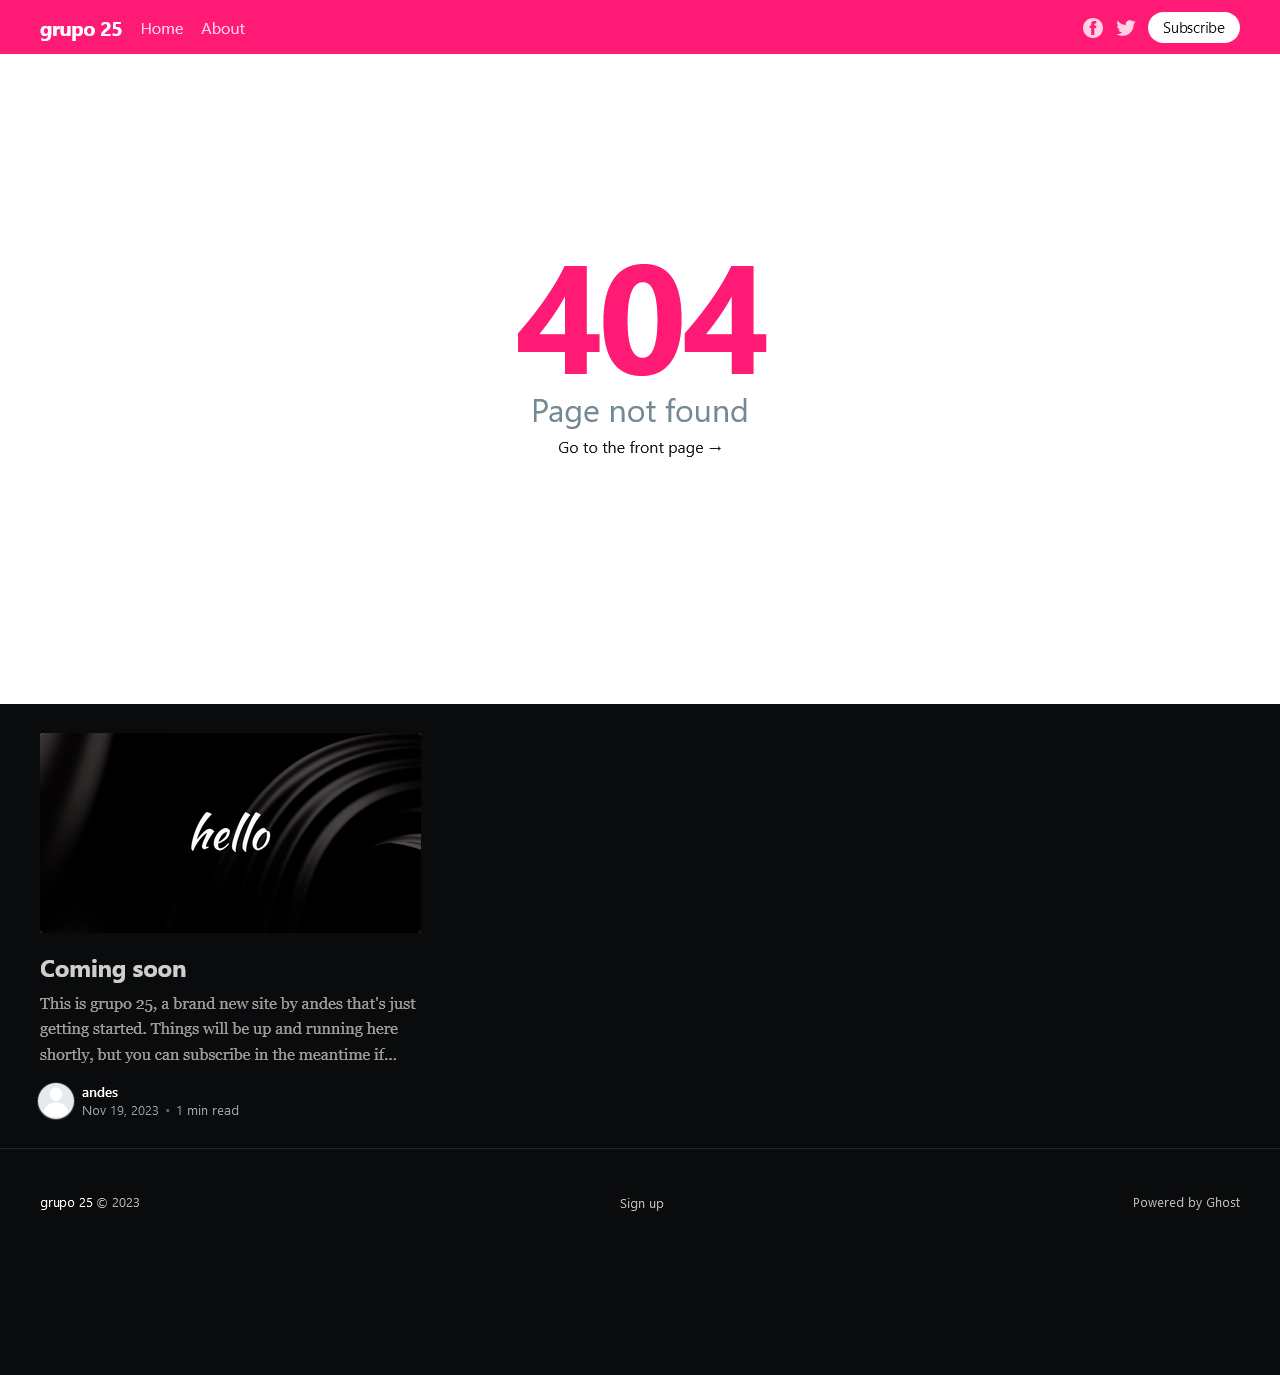 grupo 25 Home About Subscribe
404
Page not found
Go to the front page →
hello
Coming soon
This is grupo 25, a brand new site by andes that's just
getting started. Things will be up and running here
shortly, but you can subscribe in the meantime if...
andes
Nov 19, 2023 • 1 min read
grupo 25 © 2023 Sign up Powered by Ghost